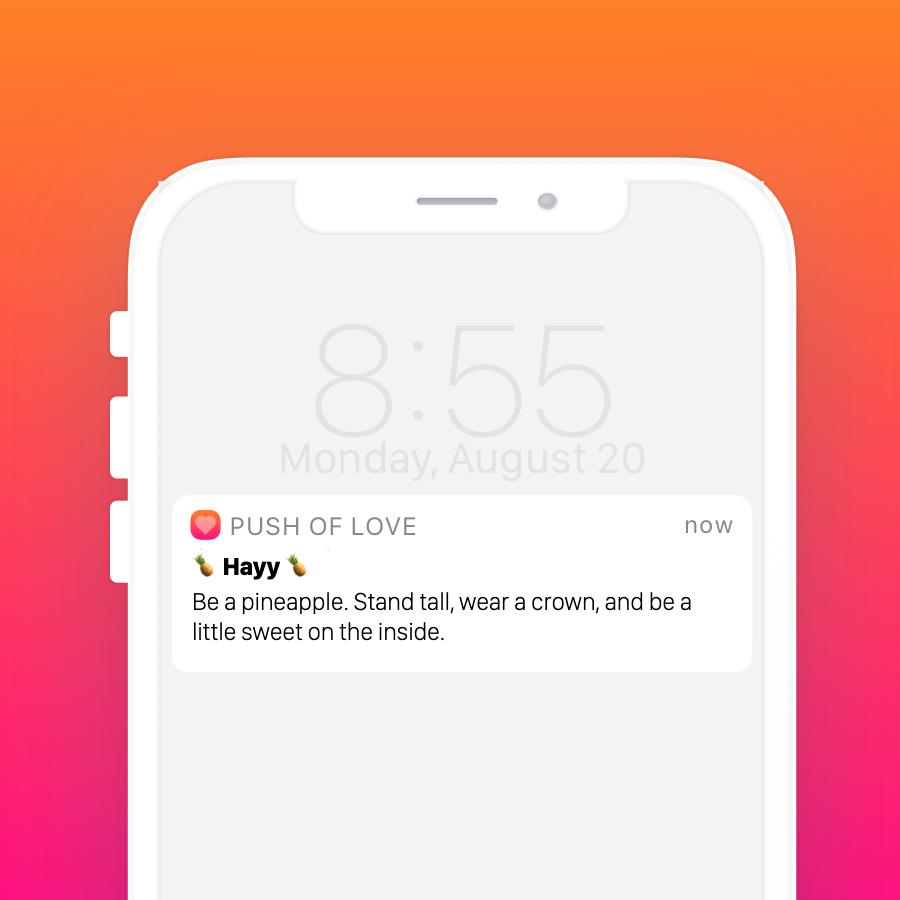 8:55
Monday, August 20
PUSH OF LOVE now
🍍 Hayy 🍍
Be a pineapple. Stand tall, wear a crown, and be a
little sweet on the inside.